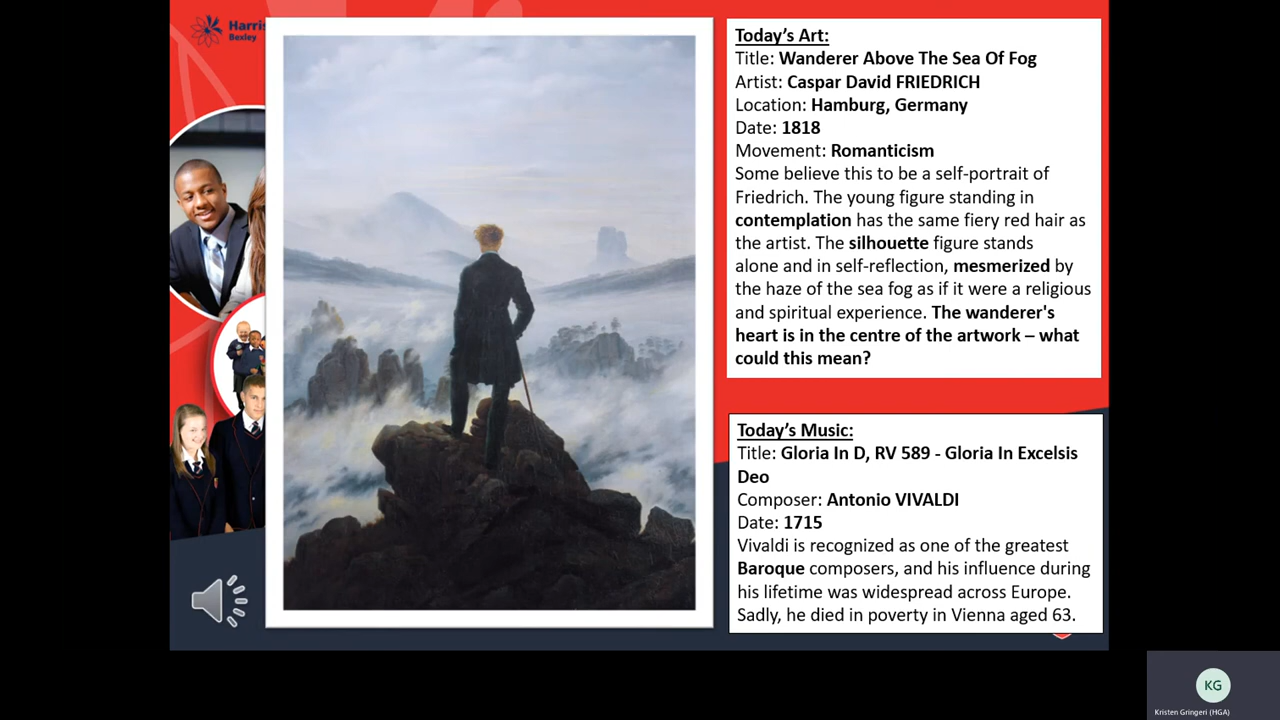 Harris
Bexley
Today's Art:
Title: Wanderer Above The Sea Of Fog
Artist: Caspar David FRIEDRICH
Location: Hamburg, Germany
Date: 1818
Movement: Romanticism
Some believe this to be a self-portrait of
Friedrich. The young figure standing in
contemplation has the same fiery red hair as
the artist. The silhouette figure stands
alone and in self-reflection, mesmerized by
the haze of the sea fog as if it were a religious
and spiritual experience. The wanderer's
heart is in the centre of the artwork – what
could this mean?
Today's Music:
Title: Gloria In D, RV 589 - Gloria In Excelsis
Deo
Composer: Antonio VIVALDI
Date: 1715
Vivaldi is recognized as one of the greatest
Baroque composers, and his influence during
his lifetime was widespread across Europe.
Sadly, he died in poverty in Vienna aged 63.
KG
Kristen Gringeri (HGA)